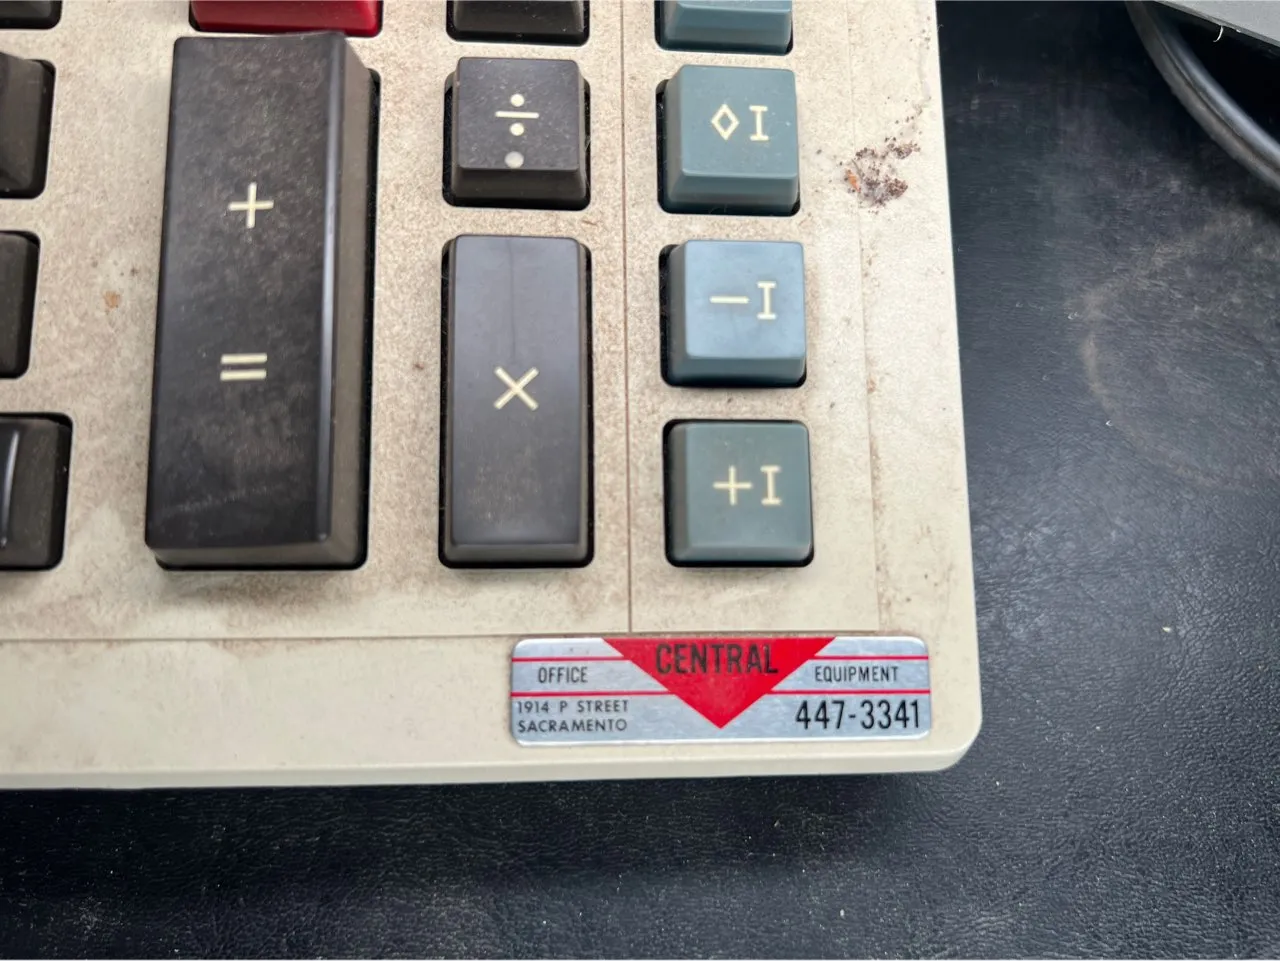 ÷
◊I
+
=
×
−I
+I
CENTRAL
OFFICE EQUIPMENT
1914 P STREET
SACRAMENTO
447-3341